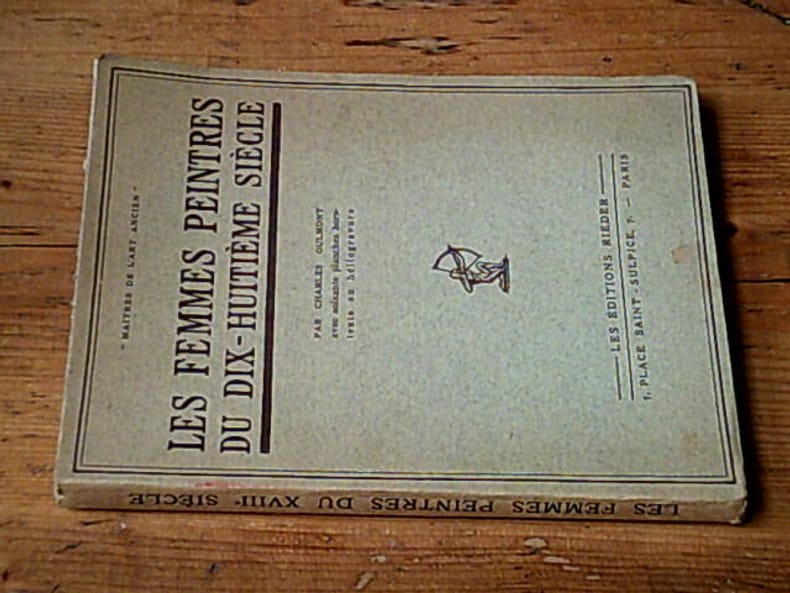 " MAITRES DE L'ART ANCIEN "
LES FEMMES PEINTRES
DU DIX-HUITIÈME SIÈCLE
PAR CHARLES OULMONT
avec soixante planches hors-
texte en héliogravure
LES ÉDITIONS RIEDER
7, PLACE SAINT-SULPICE, 7. — PARIS
LES FEMMES PEINTRES DU XVIIIᵉ SIÈCLE